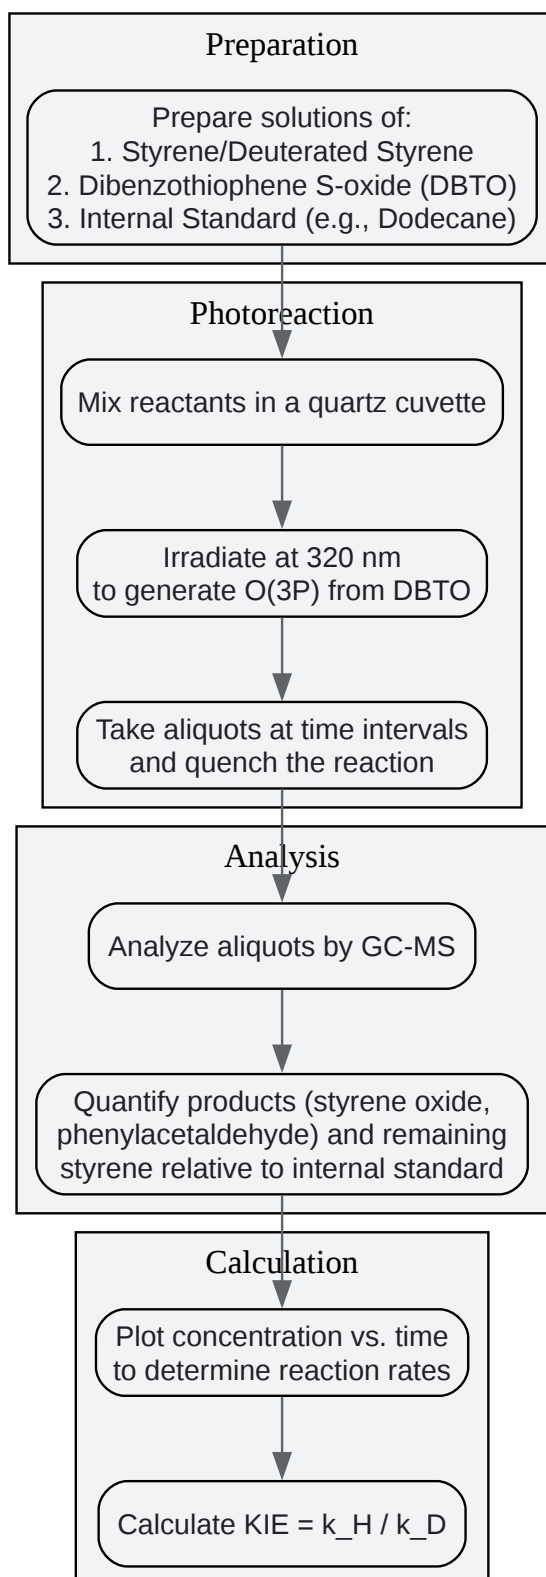 Preparation
Prepare solutions of:
1. Styrene/Deuterated Styrene
2. Dibenzothiophene S-oxide (DBTO)
3. Internal Standard (e.g., Dodecane)
Photoreaction
Mix reactants in a quartz cuvette
Irradiate at 320 nm
to generate O(3P) from DBTO
Take aliquots at time intervals
and quench the reaction
Analysis
Analyze aliquots by GC-MS
Quantify products (styrene oxide,
phenylacetaldehyde) and remaining
styrene relative to internal standard
Calculation
Plot concentration vs. time
to determine reaction rates
Calculate KIE = k_H / k_D